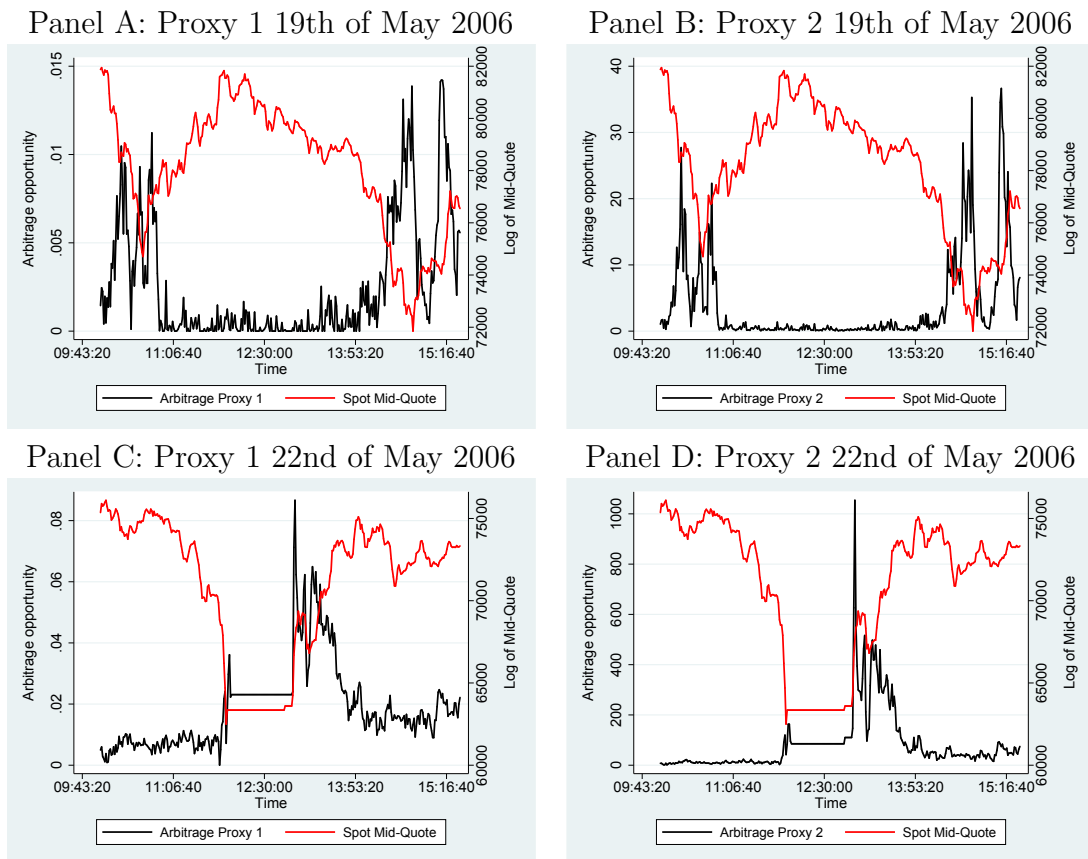 Panel A: Proxy 1 19th of May 2006
Arbitrage opportunity
.015
.01
.005
0
82000
80000
78000
76000
74000
72000
Log of Mid-Quote
09:43:20 11:06:40 12:30:00 13:53:20 15:16:40
Time
Arbitrage Proxy 1 Spot Mid-Quote
Panel B: Proxy 2 19th of May 2006
Arbitrage opportunity
40
30
20
10
0
82000
80000
78000
76000
74000
72000
Log of Mid-Quote
09:43:20 11:06:40 12:30:00 13:53:20 15:16:40
Time
Arbitrage Proxy 2 Spot Mid-Quote
Panel C: Proxy 1 22nd of May 2006
Arbitrage opportunity
.08
.06
.04
.02
0
75000
70000
65000
60000
Log of Mid-Quote
09:43:20 11:06:40 12:30:00 13:53:20 15:16:40
Time
Arbitrage Proxy 1 Spot Mid-Quote
Panel D: Proxy 2 22nd of May 2006
Arbitrage opportunity
1000
800
600
400
200
0
75000
70000
65000
60000
Log of Mid-Quote
09:43:20 11:06:40 12:30:00 13:53:20 15:16:40
Time
Arbitrage Proxy 2 Spot Mid-Quote